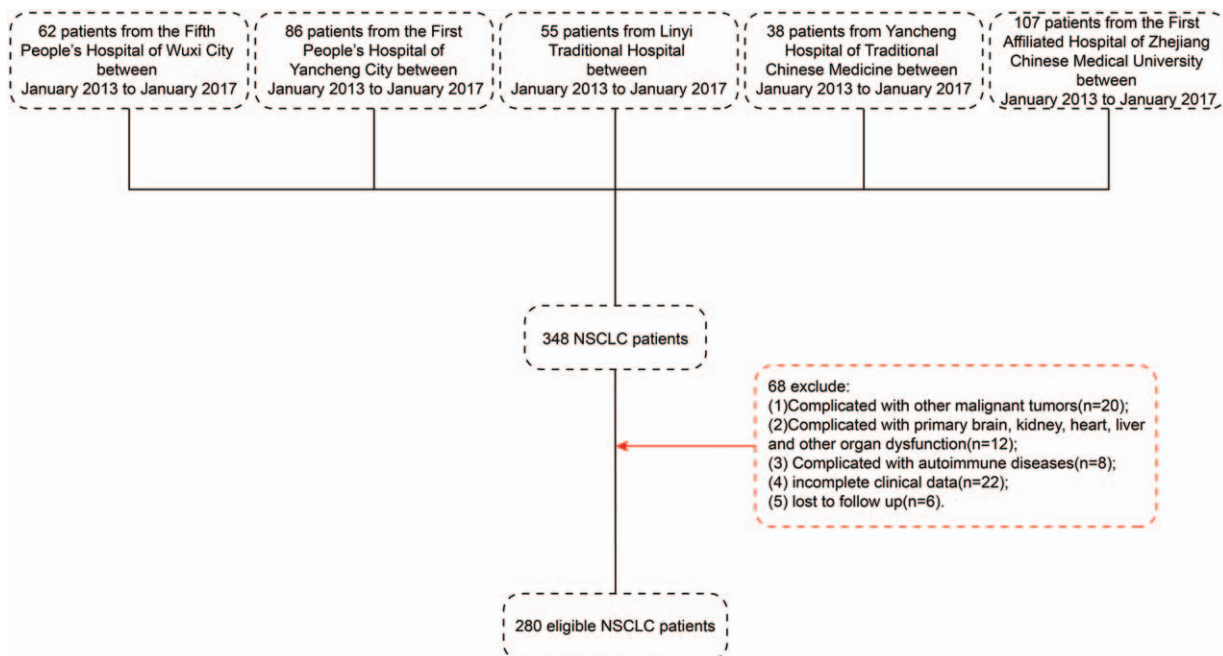 62 patients from the Fifth
People's Hospital of Wuxi City
between
January 2013 to January 2017
86 patients from the First
People's Hospital of
Yancheng City between
January 2013 to January 2017
55 patients from Linyi
Traditional Hospital
between
January 2013 to January 2017
38 patients from Yancheng
Hospital of Traditional
Chinese Medicine between
January 2013 to January 2017
107 patients from the First
Affiliated Hospital of Zhejiang
Chinese Medical University
between
January 2013 to January 2017
348 NSCLC patients
68 exclude:
(1)Complicated with other malignant tumors(n=20);
(2)Complicated with primary brain, kidney, heart, liver
and other organ dysfunction(n=12);
(3) Complicated with autoimmune diseases(n=8);
(4) incomplete clinical data(n=22);
(5) lost to follow up(n=6).
280 eligible NSCLC patients